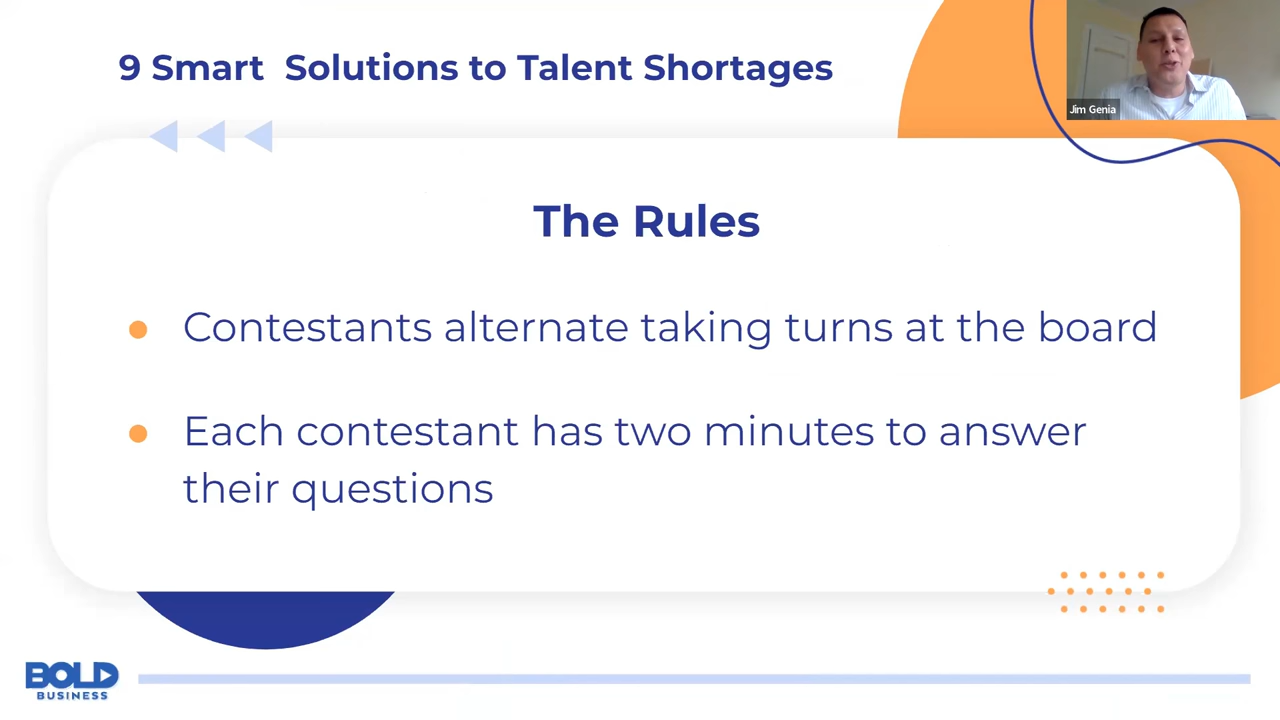 9 Smart Solutions to Talent Shortages
Jim Genia
The Rules
Contestants alternate taking turns at the board
Each contestant has two minutes to answer
their questions
BOLD
BUSINESS